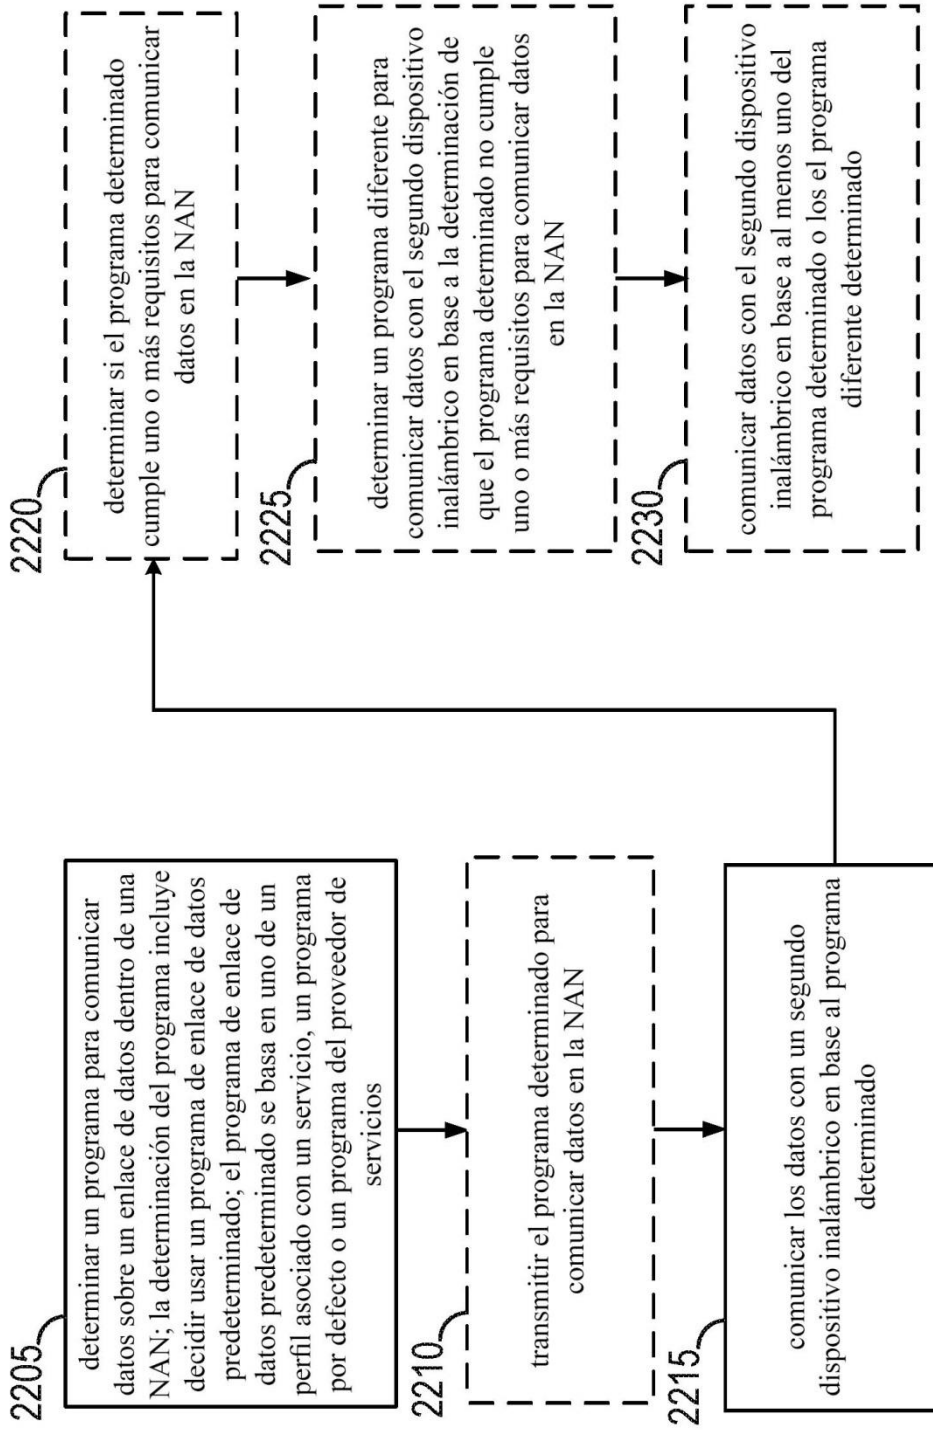 2205
determinar un programa para comunicar
datos sobre un enlace de datos dentro de una
NAN; la determinación del programa incluye
decidir usar un programa de enlace de datos
predeterminado; el programa de enlace de
datos predeterminado se basa en uno de un
perfil asociado con un servicio, un programa
por defecto o un programa del proveedor de
servicios
2210
transmitir el programa determinado para
comunicar datos en la NAN
2215
comunicar los datos con un segundo
dispositivo inalámbrico en base al programa
determinado
2220
determinar si el programa determinado
cumple uno o más requisitos para comunicar
datos en la NAN
2225
determinar un programa diferente para
comunicar datos con el segundo dispositivo
inalámbrico en base a la determinación de
que el programa determinado no cumple
uno o más requisitos para comunicar datos
en la NAN
2230
comunicar datos con el segundo dispositivo
inalámbrico en base a al menos uno del
programa determinado o los el programa
diferente determinado